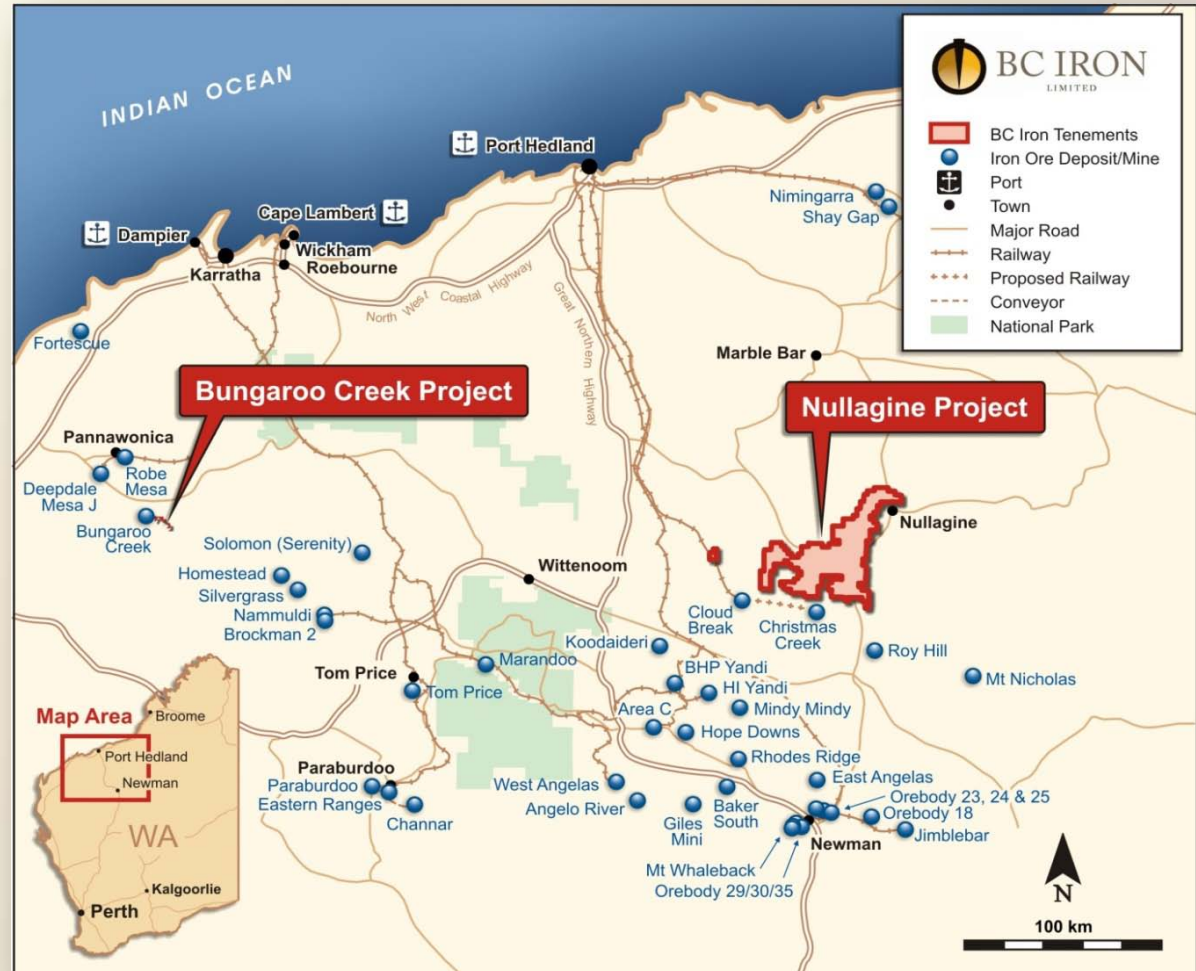 INDIAN OCEAN
BC IRON
LIMITED
BC Iron Tenements
Iron Ore Deposit/Mine
Port
Town
Major Road
Railway
Proposed Railway
Conveyor
National Park
Port Hedland
Nimingarra
Shay Gap
Cape Lambert
Dampier
Wickham
Roebourne
Karratha
North West Coastal Highway
Great Northern Highway
Fortescue
Marble Bar
Bungaroo Creek Project
Nullagine Project
Pannawonica
Robe
Mesa
Deepdale
Mesa J
Bungaroo
Creek
Nullagine
Solomon (Serenity)
Homestead
Silvergrass
Nammuldi
Brockman 2
Wittenoom
Cloud
Break
Christmas
Creek
Koodaideri
Roy Hill
Marandoo
BHP Yandi
Mt Nicholas
Tom Price
Tom Price
HI Yandi
Mindy Mindy
Area C
Hope Downs
Rhodes Ridge
Paraburdoo
Paraburdoo
Eastern Ranges
Channar
West Angelas
Angelo River
Giles
Mini
Baker
South
East Angelas
Orebody 23, 24 & 25
Orebody 18
Jimblebar
Newman
Mt Whaleback
Orebody 29/30/35
Map Area
Broome
Port Hedland
Newman
WA
Kalgoorlie
Perth
N
100 km